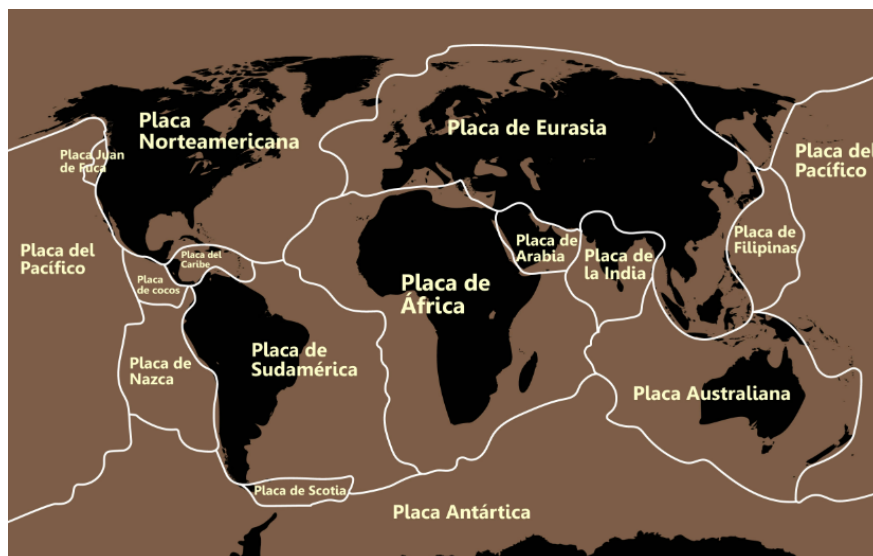 Placa
Norteamericana
Placa de Eurasia
Placa Juan
de Fuca
Placa del
Pacífico
Placa del
Pacífico
Placa del
Caribe
Placa
de cocos
Placa de
Arabia
Placa de
la India
Placa de
Filipinas
Placa de
África
Placa de
Nazca
Placa de
Sudamérica
Placa Australiana
Placa de Scotia
Placa Antártica